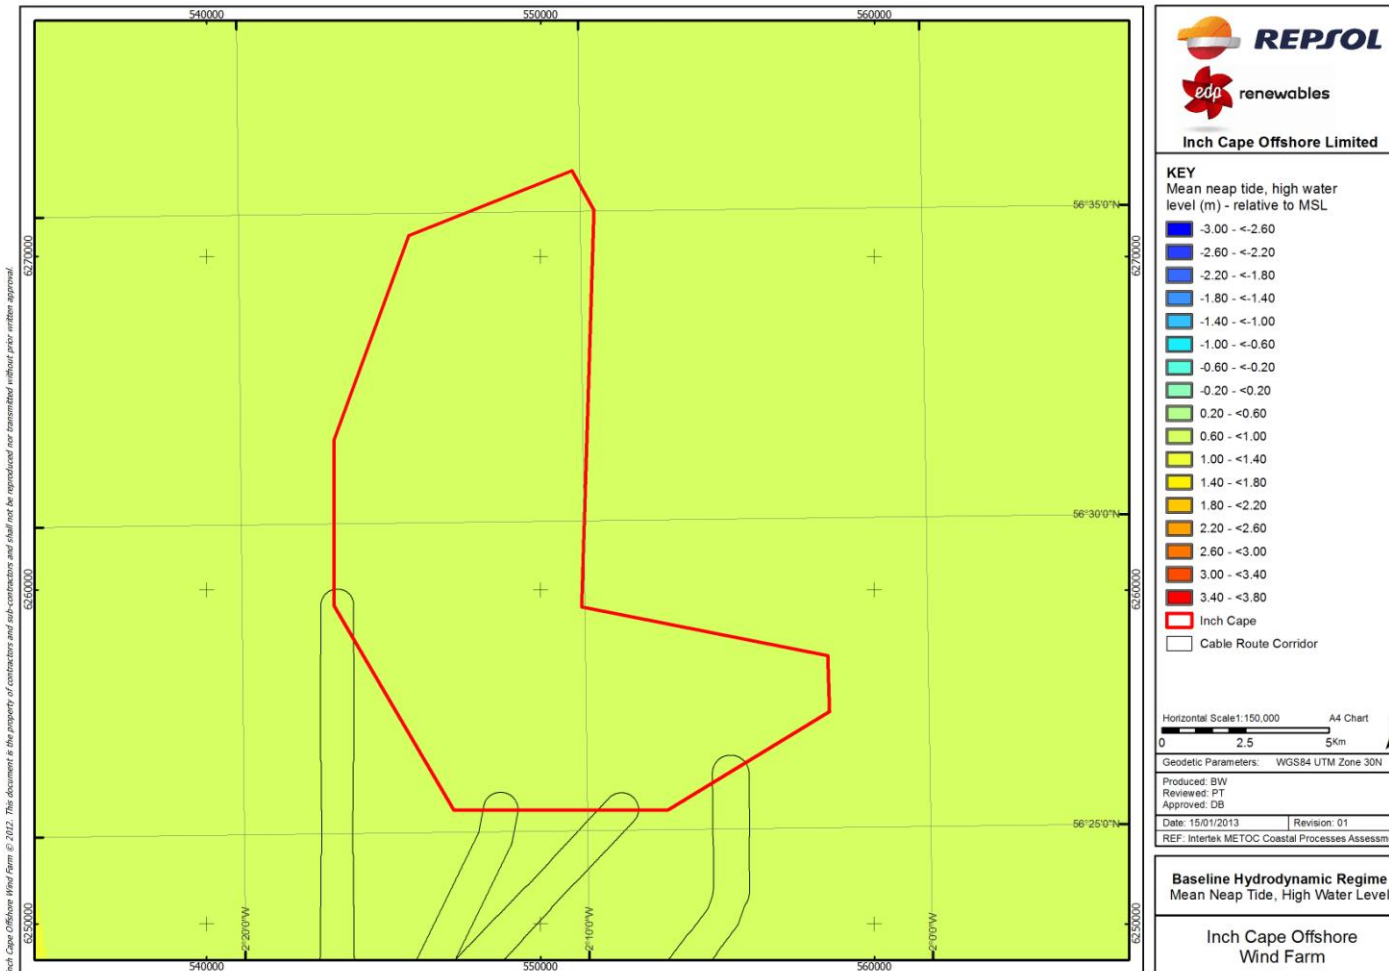 540000
550000
560000
56°35'0"N
6270000
6270000
56°30'0"N
6260000
6260000
56°25'0"N
6250000
6250000
2°20'0"W
2°10'0"W
2°0'0"W
540000
550000
560000
Inch Cape Offshore Wind Farm © 2012. This document is the property of contractors and sub-contractors and shall not be reproduced nor transmitted without prior written approval.
REPSOL
edp renewables
Inch Cape Offshore Limited
KEY
Mean neap tide, high water
level (m) - relative to MSL
-3.00 - <-2.60
-2.60 - <-2.20
-2.20 - <-1.80
-1.80 - <-1.40
-1.40 - <-1.00
-1.00 - <-0.60
-0.60 - <-0.20
-0.20 - <0.20
0.20 - <0.60
0.60 - <1.00
1.00 - <1.40
1.40 - <1.80
1.80 - <2.20
2.20 - <2.60
2.60 - <3.00
3.00 - <3.40
3.40 - <3.80
Inch Cape
Cable Route Corridor
Horizontal Scale1:150,000 A4 Chart
0 2.5 5Km
Geodetic Parameters: WGS84 UTM Zone 30N
Produced: BW
Reviewed: PT
Approved: DB
Date: 15/01/2013 Revision: 01
REF: Intertek METOC Coastal Processes Assessm
Baseline Hydrodynamic Regime
Mean Neap Tide, High Water Level
Inch Cape Offshore
Wind Farm